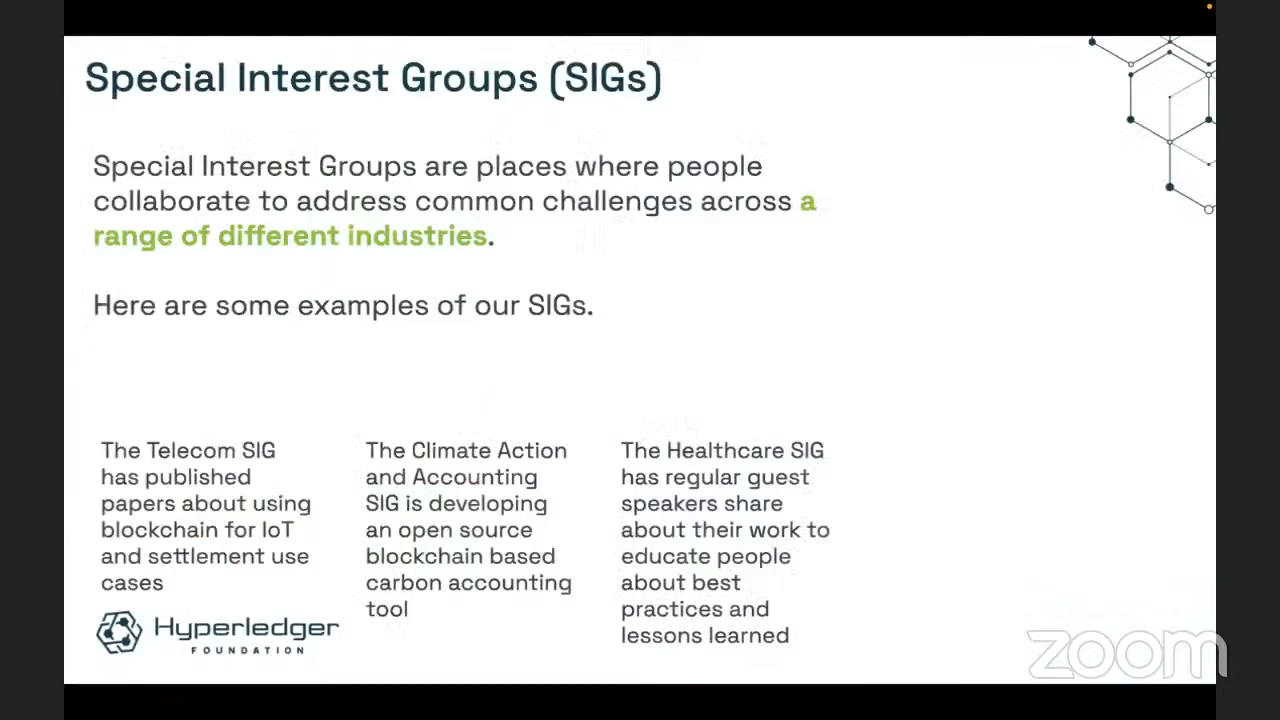 Special Interest Groups (SIGs)
Special Interest Groups are places where people
collaborate to address common challenges across a
range of different industries.
Here are some examples of our SIGs.
The Telecom SIG
has published
papers about using
blockchain for IoT
and settlement use
cases
The Climate Action
and Accounting
SIG is developing
an open source
blockchain based
carbon accounting
tool
The Healthcare SIG
has regular guest
speakers share
about their work to
educate people
about best
practices and
lessons learned
Hyperledger
FOUNDATION
zoom